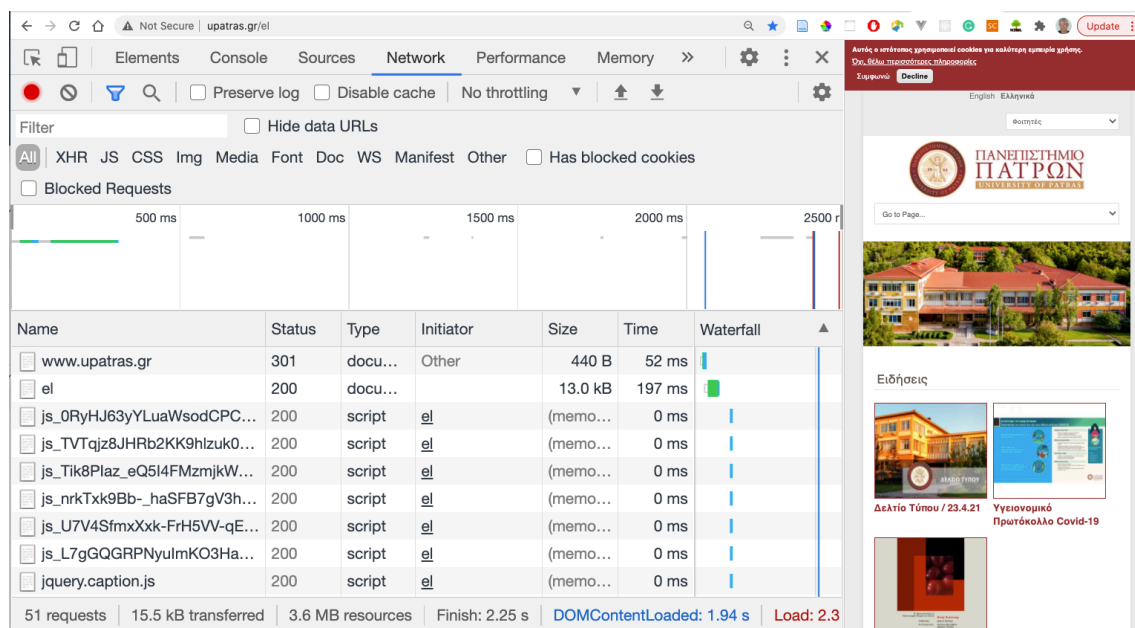 Not Secure | upatras.gr/el
Update
Elements Console Sources Network Performance Memory »
Preserve log Disable cache No throttling ▼
Filter Hide data URLs
All XHR JS CSS Img Media Font Doc WS Manifest Other Has blocked cookies
Blocked Requests
500 ms 1000 ms 1500 ms 2000 ms 2500 r
Name Status Type Initiator Size Time Waterfall ▲
www.upatras.gr 301 docu... Other 440 B 52 ms
el 200 docu... 13.0 kB 197 ms
js_0RyHJ63yYLuaWsodCPC... 200 script el (memo... 0 ms
js_TVTqjz8JHRb2KK9hlzuk0... 200 script el (memo... 0 ms
js_Tik8Plaz_eQ5I4FMzmjkW... 200 script el (memo... 0 ms
js_nrkTxk9Bb-_haSFB7gV3h... 200 script el (memo... 0 ms
js_U7V4SfmxXxk-FrH5VV-qE... 200 script el (memo... 0 ms
js_L7gGQGRPNyulmKO3Ha... 200 script el (memo... 0 ms
jquery.caption.js 200 script el (memo... 0 ms
51 requests 15.5 kB transferred 3.6 MB resources Finish: 2.25 s DOMContentLoaded: 1.94 s Load: 2.3
Αυτός ο ιστότοπος χρησιμοποιεί cookies για καλύτερη εμπειρία χρήσης.
Όχι, θέλω περισσότερες πληροφορίες
Συμφωνώ Decline
English Ελληνικά
Φοιτητές
ΠΑΝΕΠΙΣΤΗΜΙΟ
ΠΑΤΡΩΝ
UNIVERSITY OF PATRAS
Go to Page...
Ειδήσεις
ΔΕΛΤΙΟ ΤΥΠΟΥ
Δελτίο Τύπου / 23.4.21
Υγειονομικό
Πρωτόκολλο Covid-19